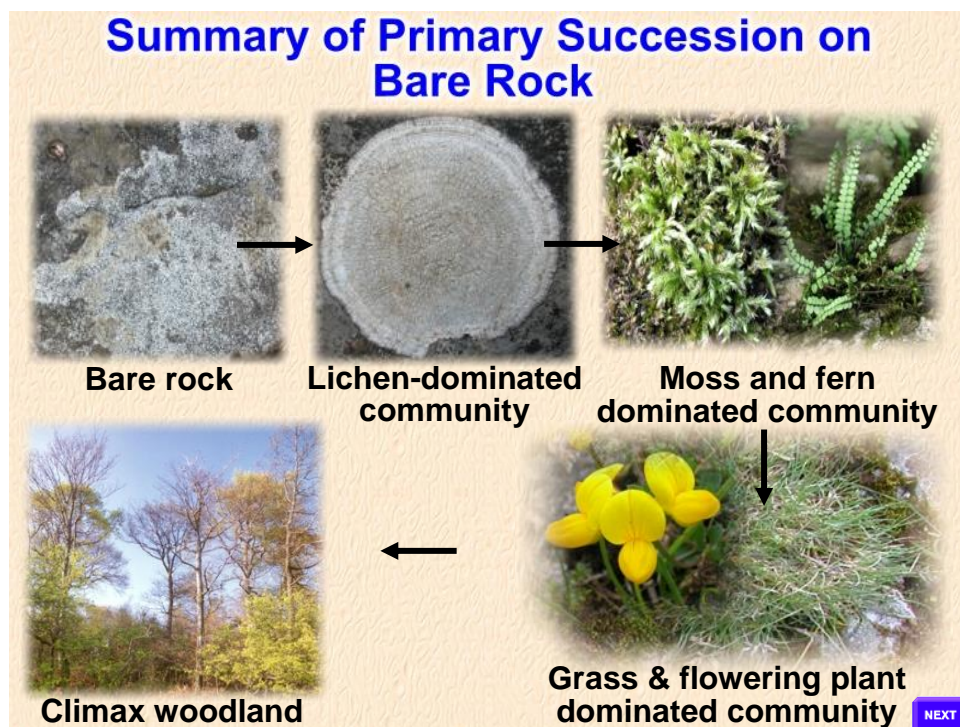 Summary of Primary Succession on
Bare Rock
Bare rock
Lichen-dominated
community
Moss and fern
dominated community
Climax woodland
Grass & flowering plant
dominated community
NEXT